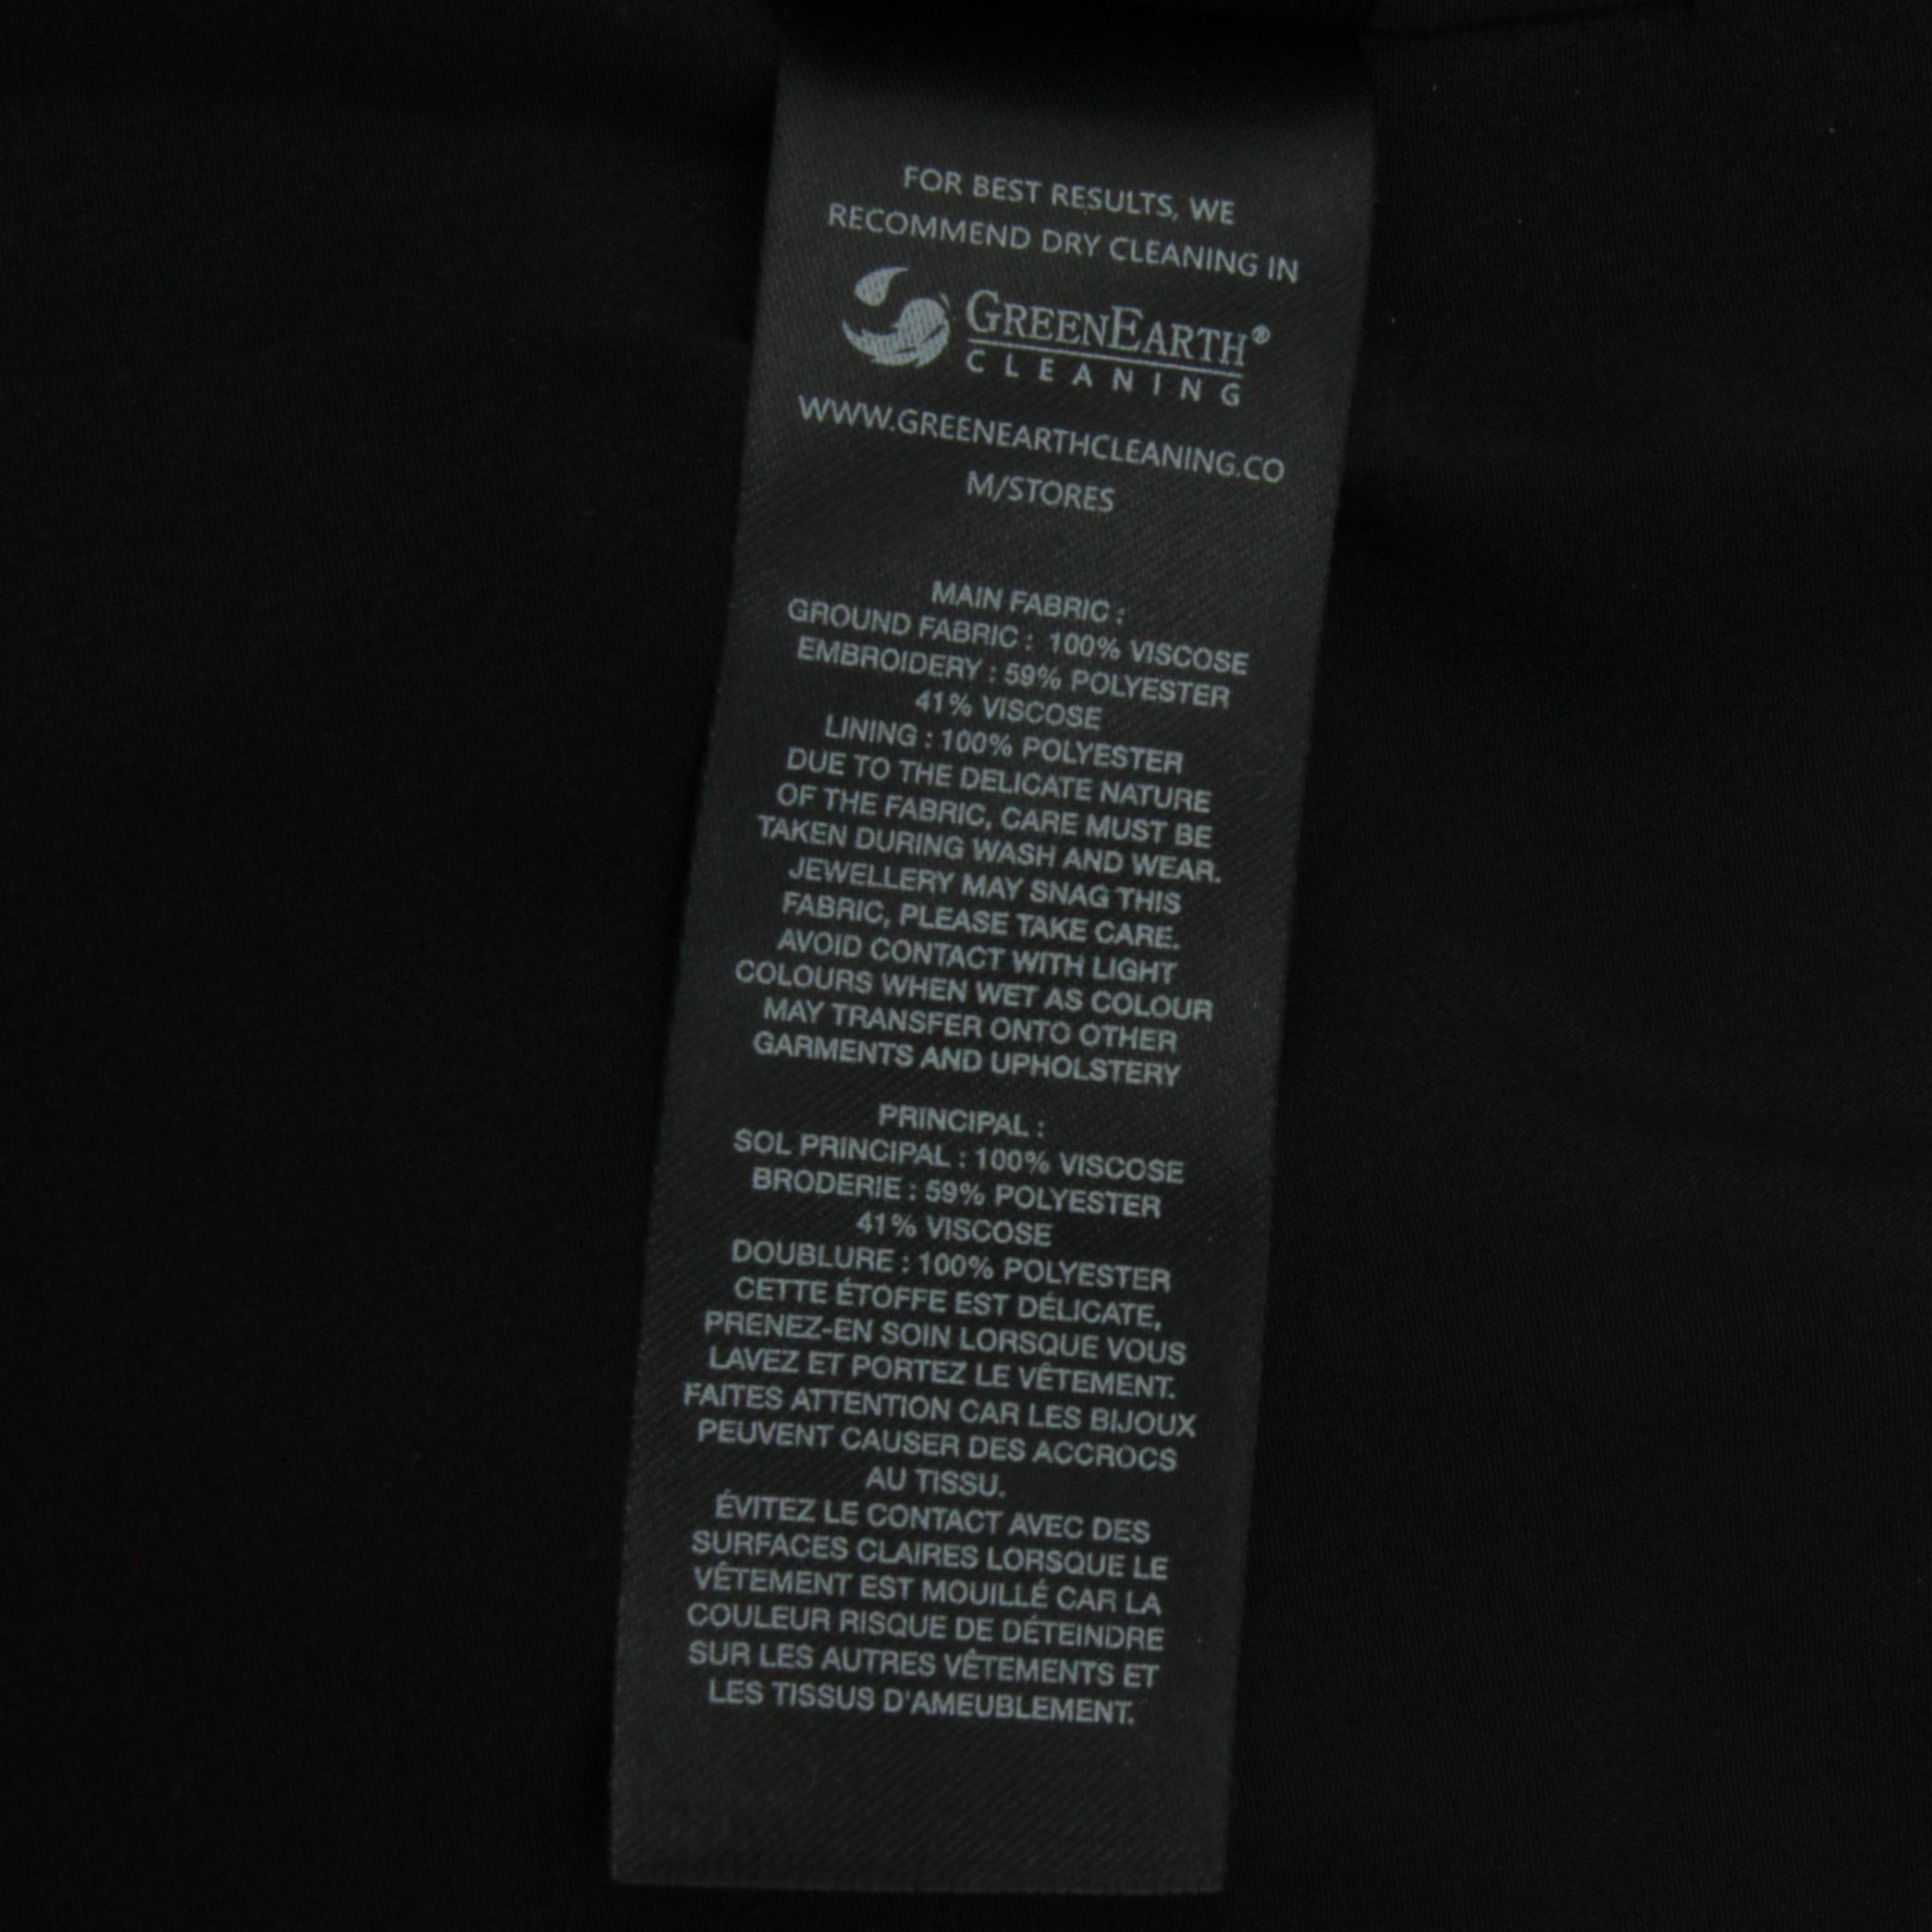 FOR BEST RESULTS, WE
RECOMMEND DRY CLEANING IN
GREENEARTH®
CLEANING
WWW.GREENEARTHCLEANING.CO
M/STORES
MAIN FABRIC :
GROUND FABRIC : 100% VISCOSE
EMBROIDERY : 59% POLYESTER
41% VISCOSE
LINING : 100% POLYESTER
DUE TO THE DELICATE NATURE
OF THE FABRIC, CARE MUST BE
TAKEN DURING WASH AND WEAR.
JEWELLERY MAY SNAG THIS
FABRIC, PLEASE TAKE CARE.
AVOID CONTACT WITH LIGHT
COLOURS WHEN WET AS COLOUR
MAY TRANSFER ONTO OTHER
GARMENTS AND UPHOLSTERY
PRINCIPAL :
SOL PRINCIPAL : 100% VISCOSE
BRODERIE : 59% POLYESTER
41% VISCOSE
DOUBLURE : 100% POLYESTER
CETTE ÉTOFFE EST DÉLICATE,
PRENEZ-EN SOIN LORSQUE VOUS
LAVEZ ET PORTEZ LE VÊTEMENT.
FAITES ATTENTION CAR LES BIJOUX
PEUVENT CAUSER DES ACCROCS
AU TISSU.
ÉVITEZ LE CONTACT AVEC DES
SURFACES CLAIRES LORSQUE LE
VÊTEMENT EST MOUILLÉ CAR LA
COULEUR RISQUE DE DÉTEINDRE
SUR LES AUTRES VÊTEMENTS ET
LES TISSUS D'AMEUBLEMENT.